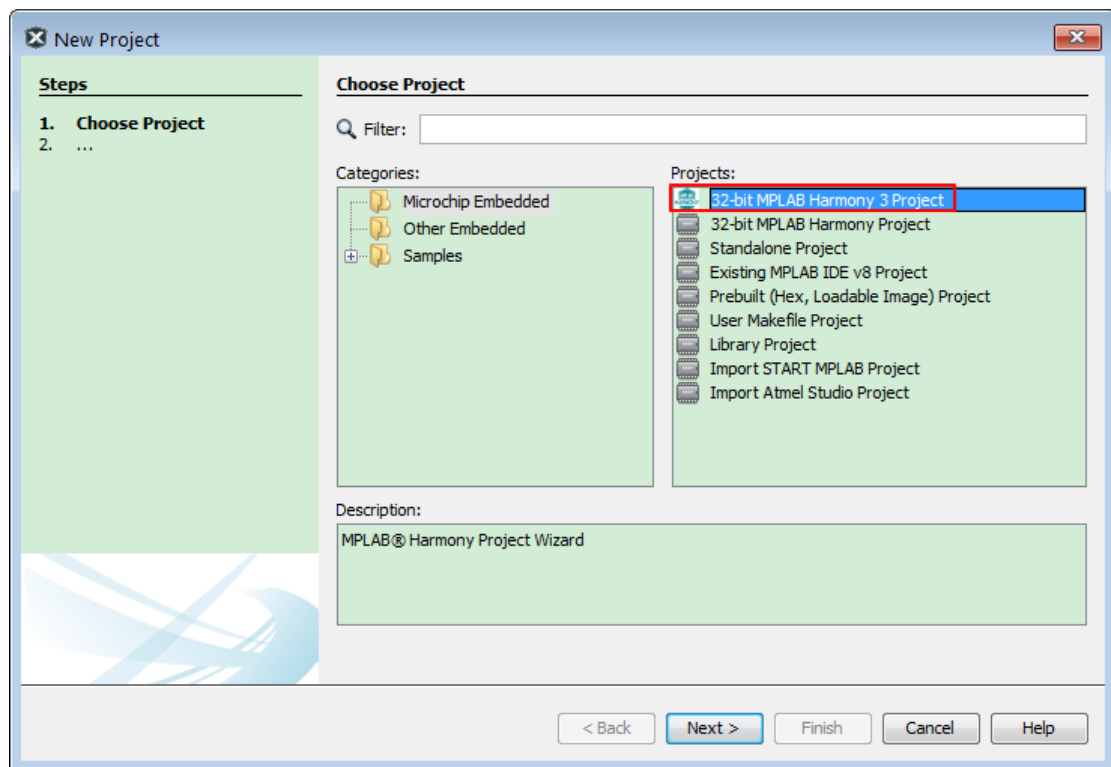 New Project
Steps
1. Choose Project
2. ...
Choose Project
Filter:
Categories:
Microchip Embedded
Other Embedded
Samples
Projects:
32-bit MPLAB Harmony 3 Project
32-bit MPLAB Harmony Project
Standalone Project
Existing MPLAB IDE v8 Project
Prebuilt (Hex, Loadable Image) Project
User Makefile Project
Library Project
Import START MPLAB Project
Import Atmel Studio Project
Description:
MPLAB® Harmony Project Wizard
< Back Next > Finish Cancel Help